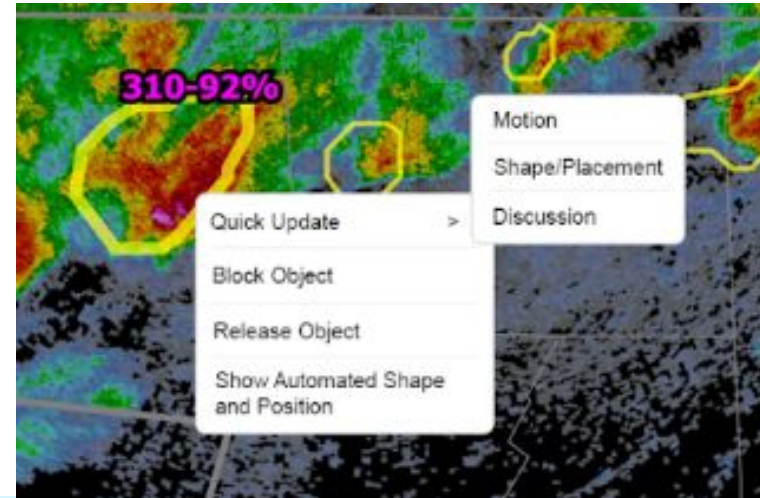 310-92%
Motion
Shape/Placement
Discussion
Quick Update >
Block Object
Release Object
Show Automated Shape
and Position